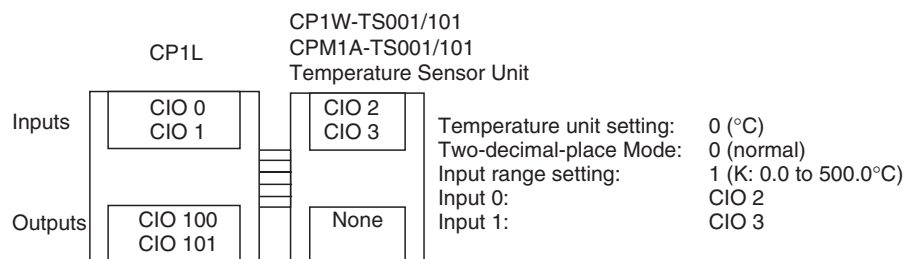 CP1W-TS001/101
CPM1A-TS001/101
Temperature Sensor Unit
CP1L
Inputs
CIO 0
CIO 1
CIO 2
CIO 3
Outputs
CIO 100
CIO 101
None
Temperature unit setting: 0 (°C)
Two-decimal-place Mode: 0 (normal)
Input range setting: 1 (K: 0.0 to 500.0°C)
Input 0: CIO 2
Input 1: CIO 3